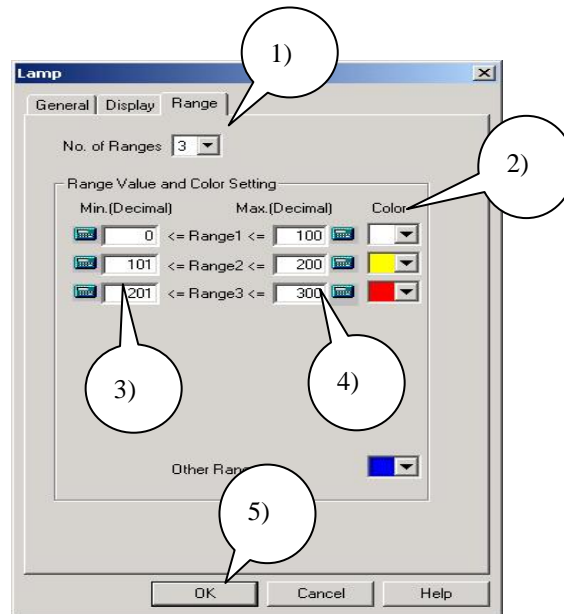 1)
Lamp
General Display Range
No. of Ranges 3
2)
Range Value and Color Setting
Min.(Decimal) Max.(Decimal) Color
0 <= Range1 <= 100
101 <= Range2 <= 200
201 <= Range3 <= 300
3) 4)
Other Ran
5)
OK Cancel Help